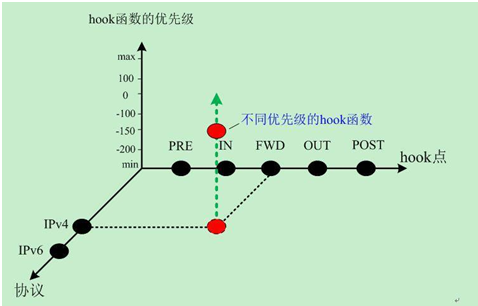 hook函数的优先级
max
100
0
-100
-150
-200
min
不同优先级的hook函数
PRE
IN
FWD
OUT
POST
hook点
IPv4
IPv6
协议